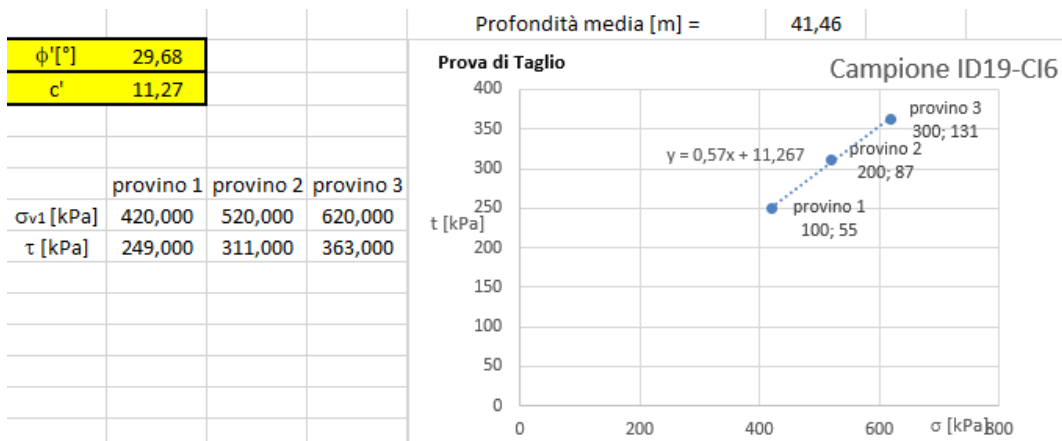 Profondità media [m] = 41,46
ϕ'[°] 29,68
c' 11,27
provino 1 provino 2 provino 3
σv1 [kPa] 420,000 520,000 620,000
τ [kPa] 249,000 311,000 363,000
Prova di Taglio
Campione ID19-CI6
400
350
300
250
200
150
100
50
0
t [kPa]
y = 0,57x + 11,267
provino 3
300; 131
provino 2
200; 87
provino 1
100; 55
0 200 400 600 800
σ [kPa]